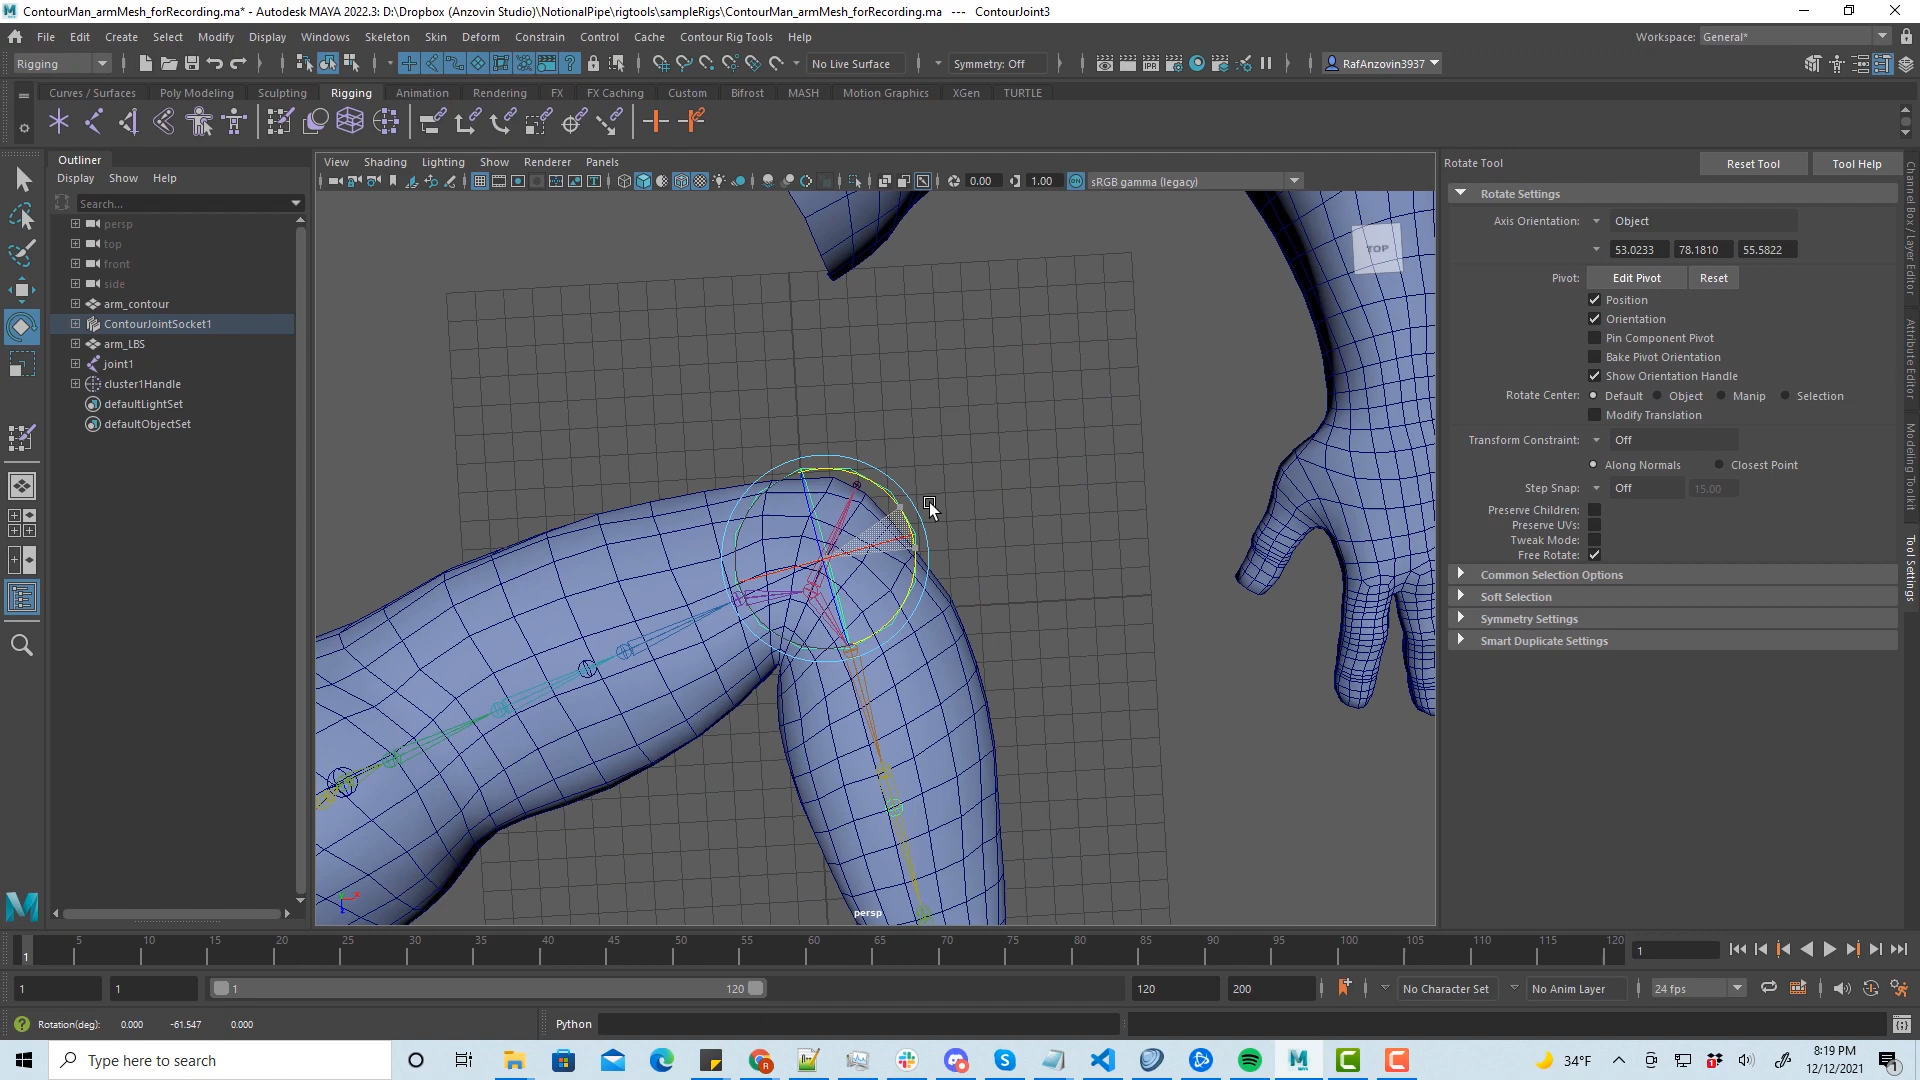 ContourMan_armMesh_forRecording.ma* - Autodesk MAYA 2022.3: D:\Dropbox (Anzovin Studio)\NotionalPipe\rigtools\sampleRigs\ContourMan_armMesh_forRecording.ma --- ContourJoint3
File Edit Create Select Modify Display Windows Skeleton Skin Deform Constrain Control Cache Contour Rig Tools Help
Workspace: General*
Rigging No Live Surface Symmetry: Off RafAnzovin3937
Curves / Surfaces Poly Modeling Sculpting Rigging Animation Rendering FX FX Caching Custom Bifrost MASH Motion Graphics XGen TURTLE
Outliner
Display Show Help
Search...
persp
top
front
side
arm_contour
ContourJointSocket1
arm_LBS
joint1
cluster1Handle
defaultLightSet
defaultObjectSet
View Shading Lighting Show Renderer Panels
0.00 1.00 sRGB gamma (legacy)
TOP
persp
Rotate Tool Reset Tool Tool Help
Rotate Settings
Axis Orientation: Object
53.0233 78.1810 55.5822
Pivot: Edit Pivot Reset
Position
Orientation
Pin Component Pivot
Bake Pivot Orientation
Show Orientation Handle
Rotate Center: Default Object Manip Selection
Modify Translation
Transform Constraint: Off
Along Normals Closest Point
Step Snap: Off 15.00
Preserve Children:
Preserve UVs:
Tweak Mode:
Free Rotate:
Common Selection Options
Soft Selection
Symmetry Settings
Smart Duplicate Settings
Channel Box / Layer Editor
Attribute Editor
Modeling Toolkit
Tool Settings
1 5 10 15 20 25 30 35 40 45 50 55 60 65 70 75 80 85 90 95 100 105 110 115 120 1
1 1 1 120 120 200 No Character Set No Anim Layer 24 fps
Rotation(deg): 0.000 -61.547 0.000 Python
Type here to search
34°F
8:19 PM
12/12/2021